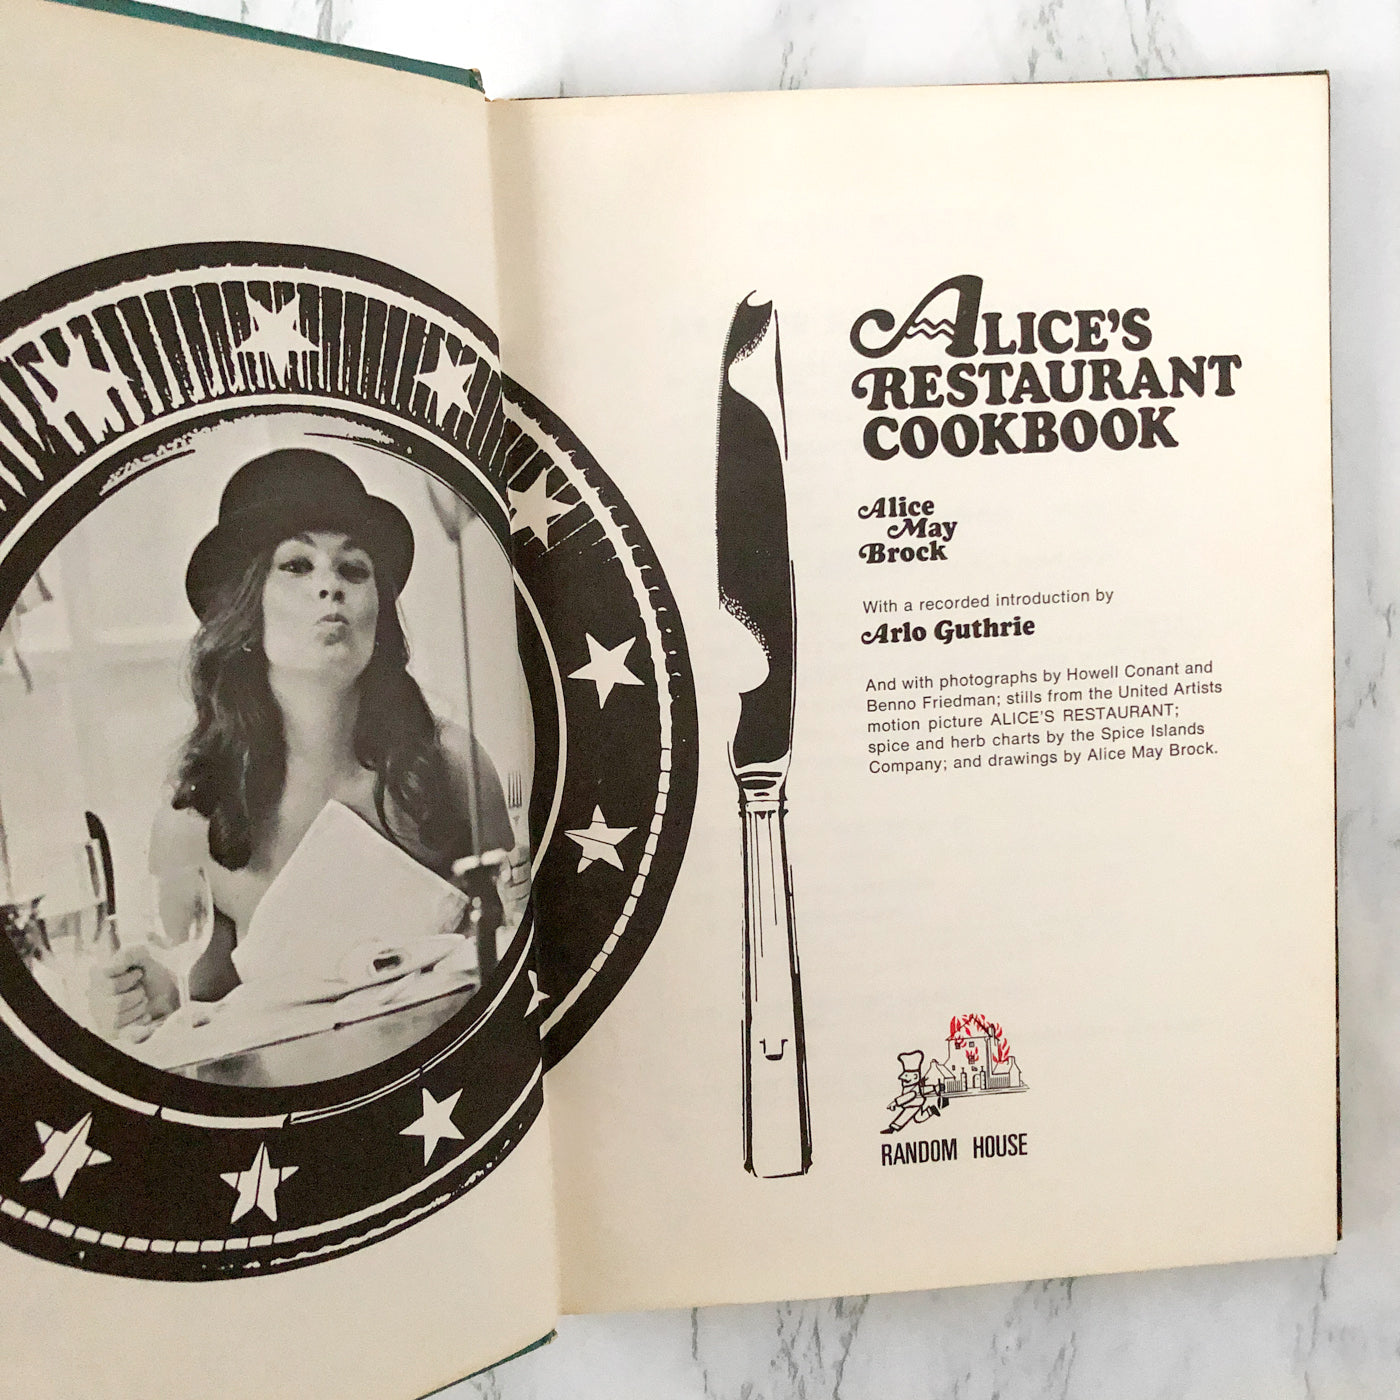 ALICE'S
RESTAURANT
COOKBOOK
Alice
May
Brock
With a recorded introduction by
Arlo Guthrie
And with photographs by Howell Conant and
Benno Friedman; stills from the United Artists
motion picture ALICE'S RESTAURANT;
spice and herb charts by the Spice Islands
Company; and drawings by Alice May Brock.
RANDOM HOUSE